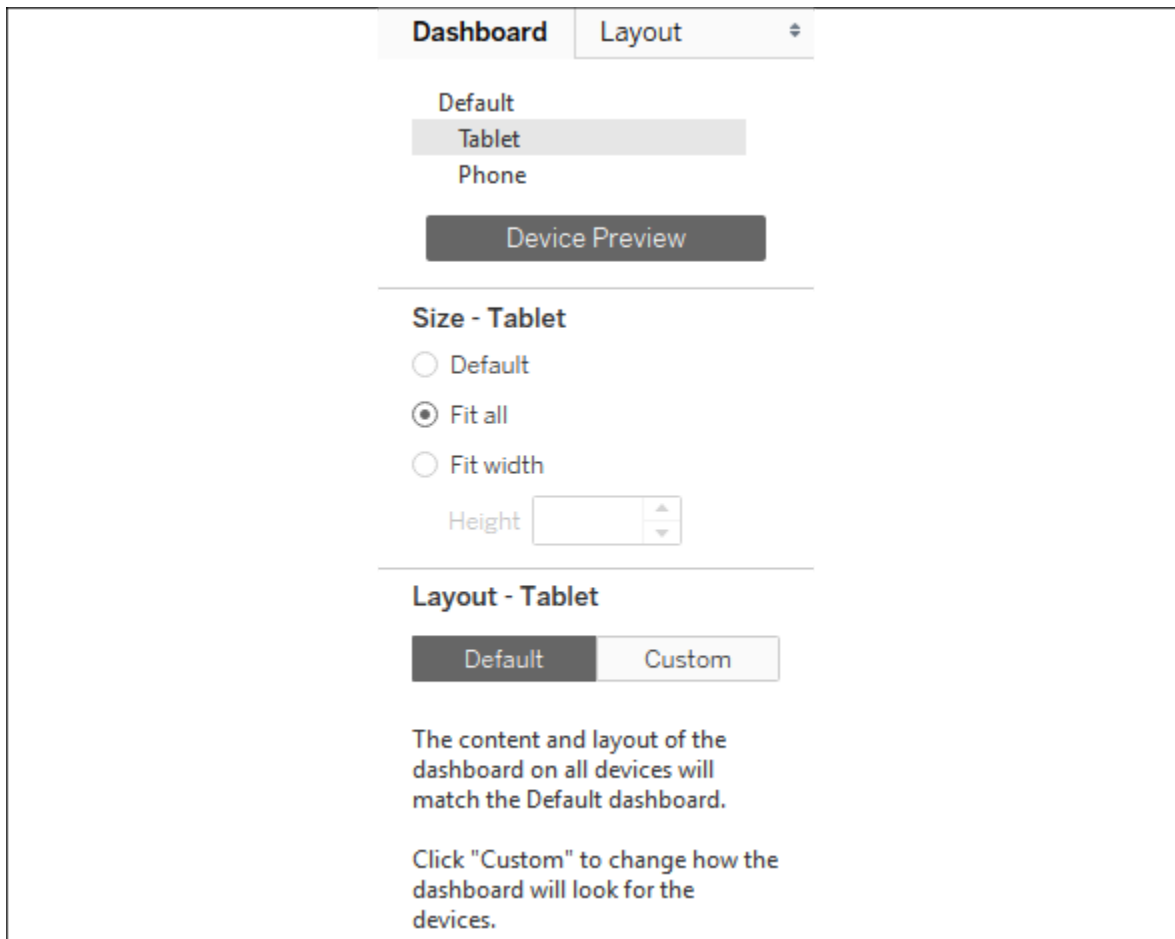 Dashboard Layout
Default
Tablet
Phone
Device Preview
Size - Tablet
Default
Fit all
Fit width
Height
Layout - Tablet
Default Custom
The content and layout of the
dashboard on all devices will
match the Default dashboard.
Click "Custom" to change how the
dashboard will look for the
devices.